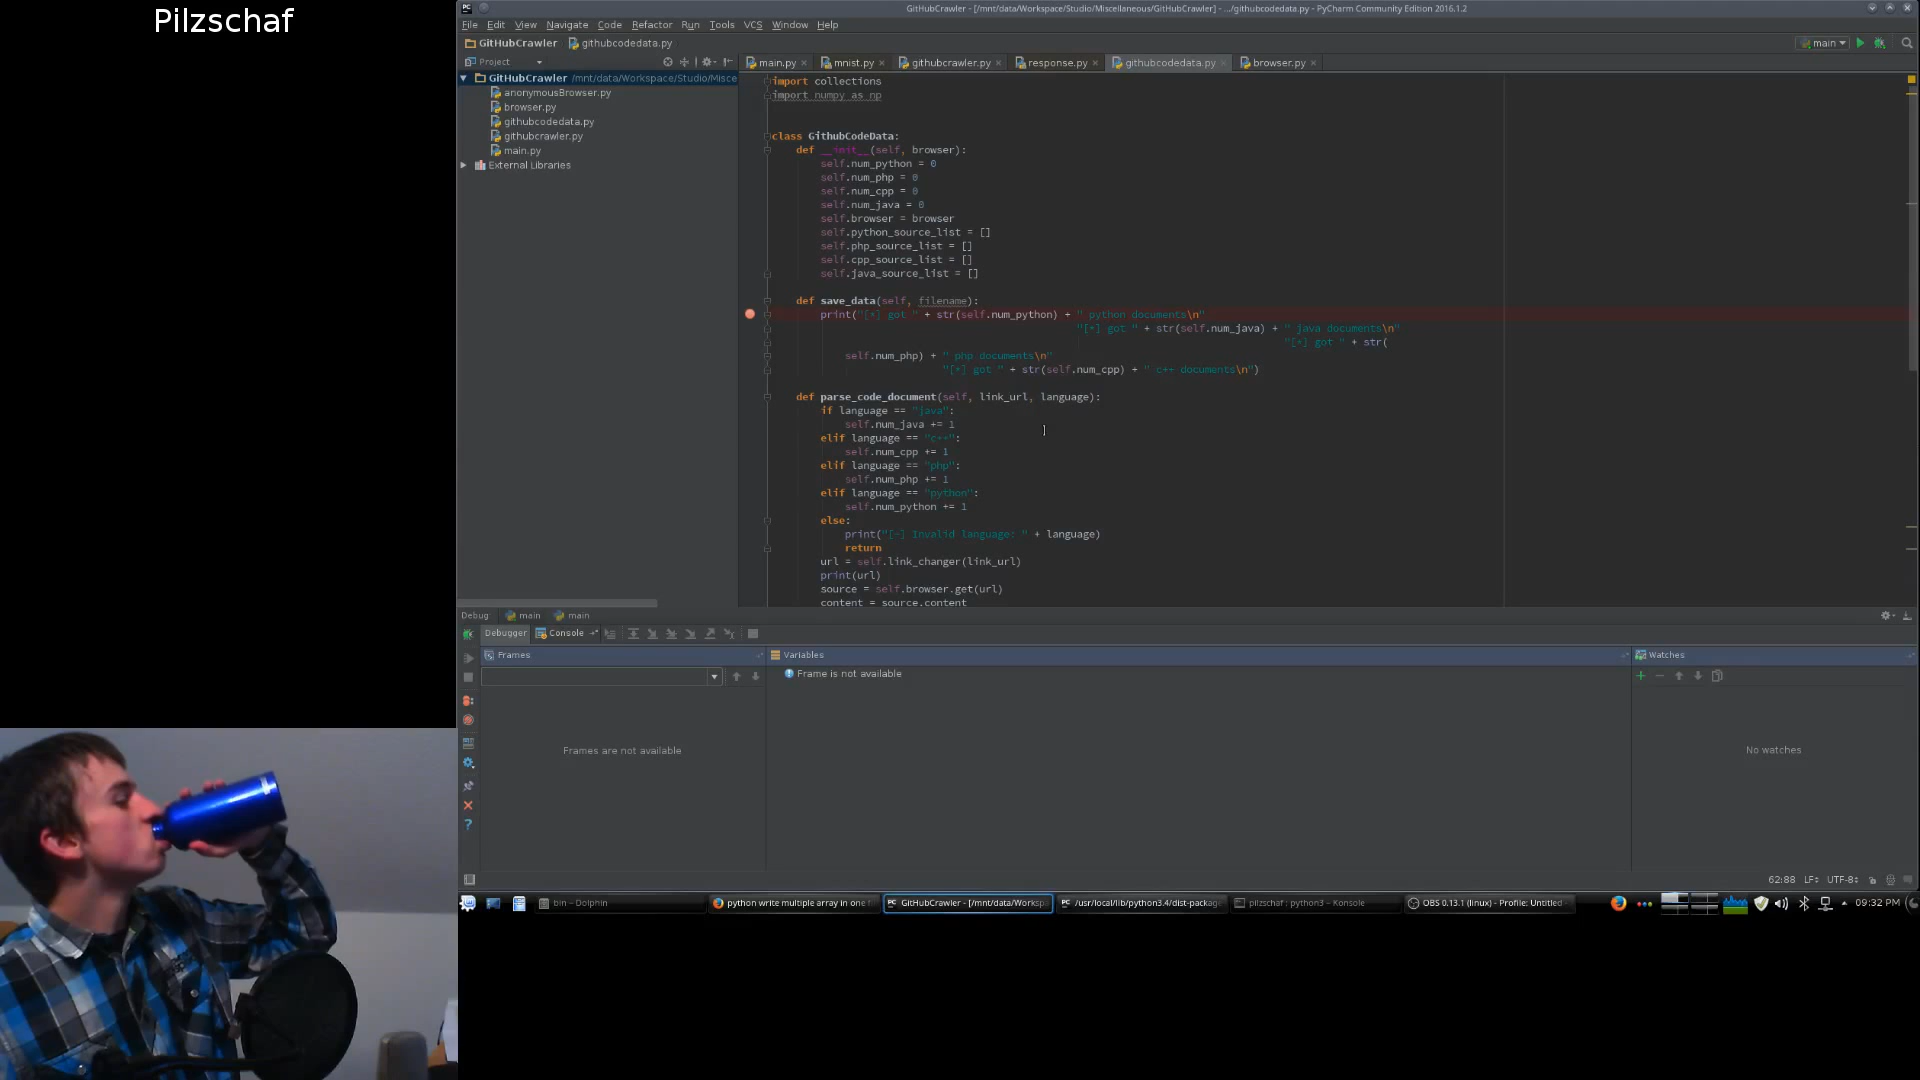 Pilzschaf
GitHubCrawler - [/mnt/data/Workspace/Studio/Miscellaneous/GitHubCrawler] - .../githubcodedata.py - PyCharm Community Edition 2016.1.2
File Edit View Navigate Code Refactor Run Tools VCS Window Help
GitHubCrawler githubcodedata.py
main
Project
main.py mnist.py githubcrawler.py response.py githubcodedata.py browser.py
GitHubCrawler /mnt/data/Workspace/Studio/Misce
anonymousBrowser.py
browser.py
githubcodedata.py
githubcrawler.py
main.py
External Libraries
import collections
import numpy as np
class GithubCodeData:
def __init__(self, browser):
self.num_python = 0
self.num_php = 0
self.num_cpp = 0
self.num_java = 0
self.browser = browser
self.python_source_list = []
self.php_source_list = []
self.cpp_source_list = []
self.java_source_list = []
def save_data(self, filename):
print("[+] got " + str(self.num_python) + " python documents\n"
"[+] got " + str(self.num_java) + " java documents\n"
"[+] got " + str(
self.num_php) + " php documents\n"
"[+] got " + str(self.num_cpp) + " c++ documents\n")
def parse_code_document(self, link_url, language):
if language == "java":
self.num_java += 1
elif language == "c++":
self.num_cpp += 1
elif language == "php":
self.num_php += 1
elif language == "python":
self.num_python += 1
else:
print("[-] Invalid language: " + language)
return
url = self.link_changer(link_url)
print(url)
source = self.browser.get(url)
content = source.content
Debug: main main
Debugger Console
Frames
Variables
Watches
Frame is not available
Frames are not available
No watches
62:88 LF UTF-8
bin – Dolphin
python write multiple array in one
GitHubCrawler - [/mnt/data/Worksp
/usr/local/lib/python3.4/dist-package
pilzschaf : python3 – Konsole
OBS 0.13.1 (linux) - Profile: Untitled
09:32 PM